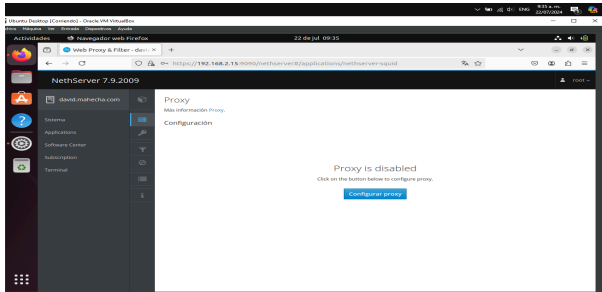 ENG
9:35 a. m.
22/07/2024
Ubuntu Desktop [Corriendo] - Oracle VM VirtualBox
Máquina Ver Entrada Dispositivos Ayuda
Actividades Navegador web Firefox 22 de jul 09:35
Web Proxy & Filter - david
https://192.168.2.15:9090/nethserver#/applications/nethserver-squid
NethServer 7.9.2009
root
david.mahecha.com
Sistema
Applications
Software Center
Subscription
Terminal
Proxy
Más información Proxy.
Configuración
Proxy is disabled
Click on the button below to configure proxy.
Configurar proxy